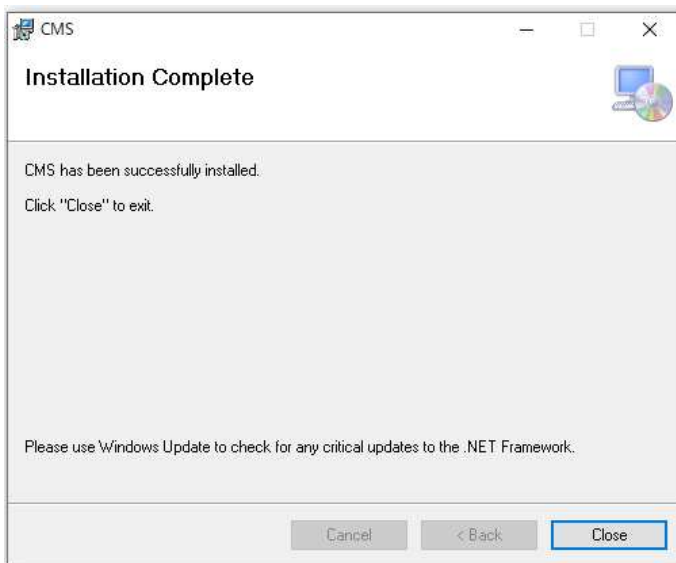 CMS
Installation Complete
CMS has been successfully installed.
Click "Close" to exit.
Please use Windows Update to check for any critical updates to the .NET Framework.
Cancel
< Back
Close